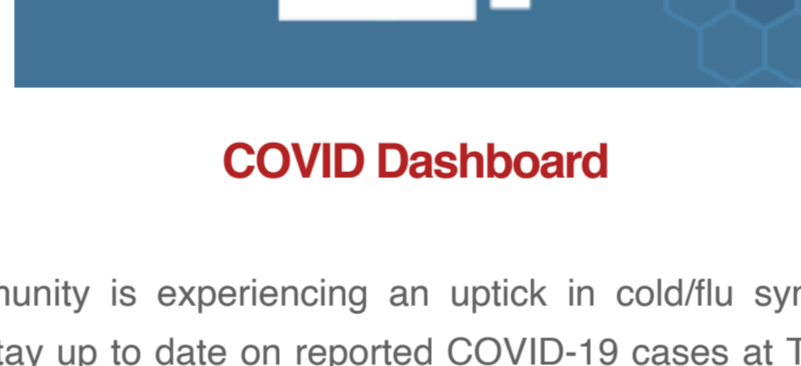 COVID Dashboard
is experiencing an uptick in cold/flu
up to date on reported COVID-19 cases at